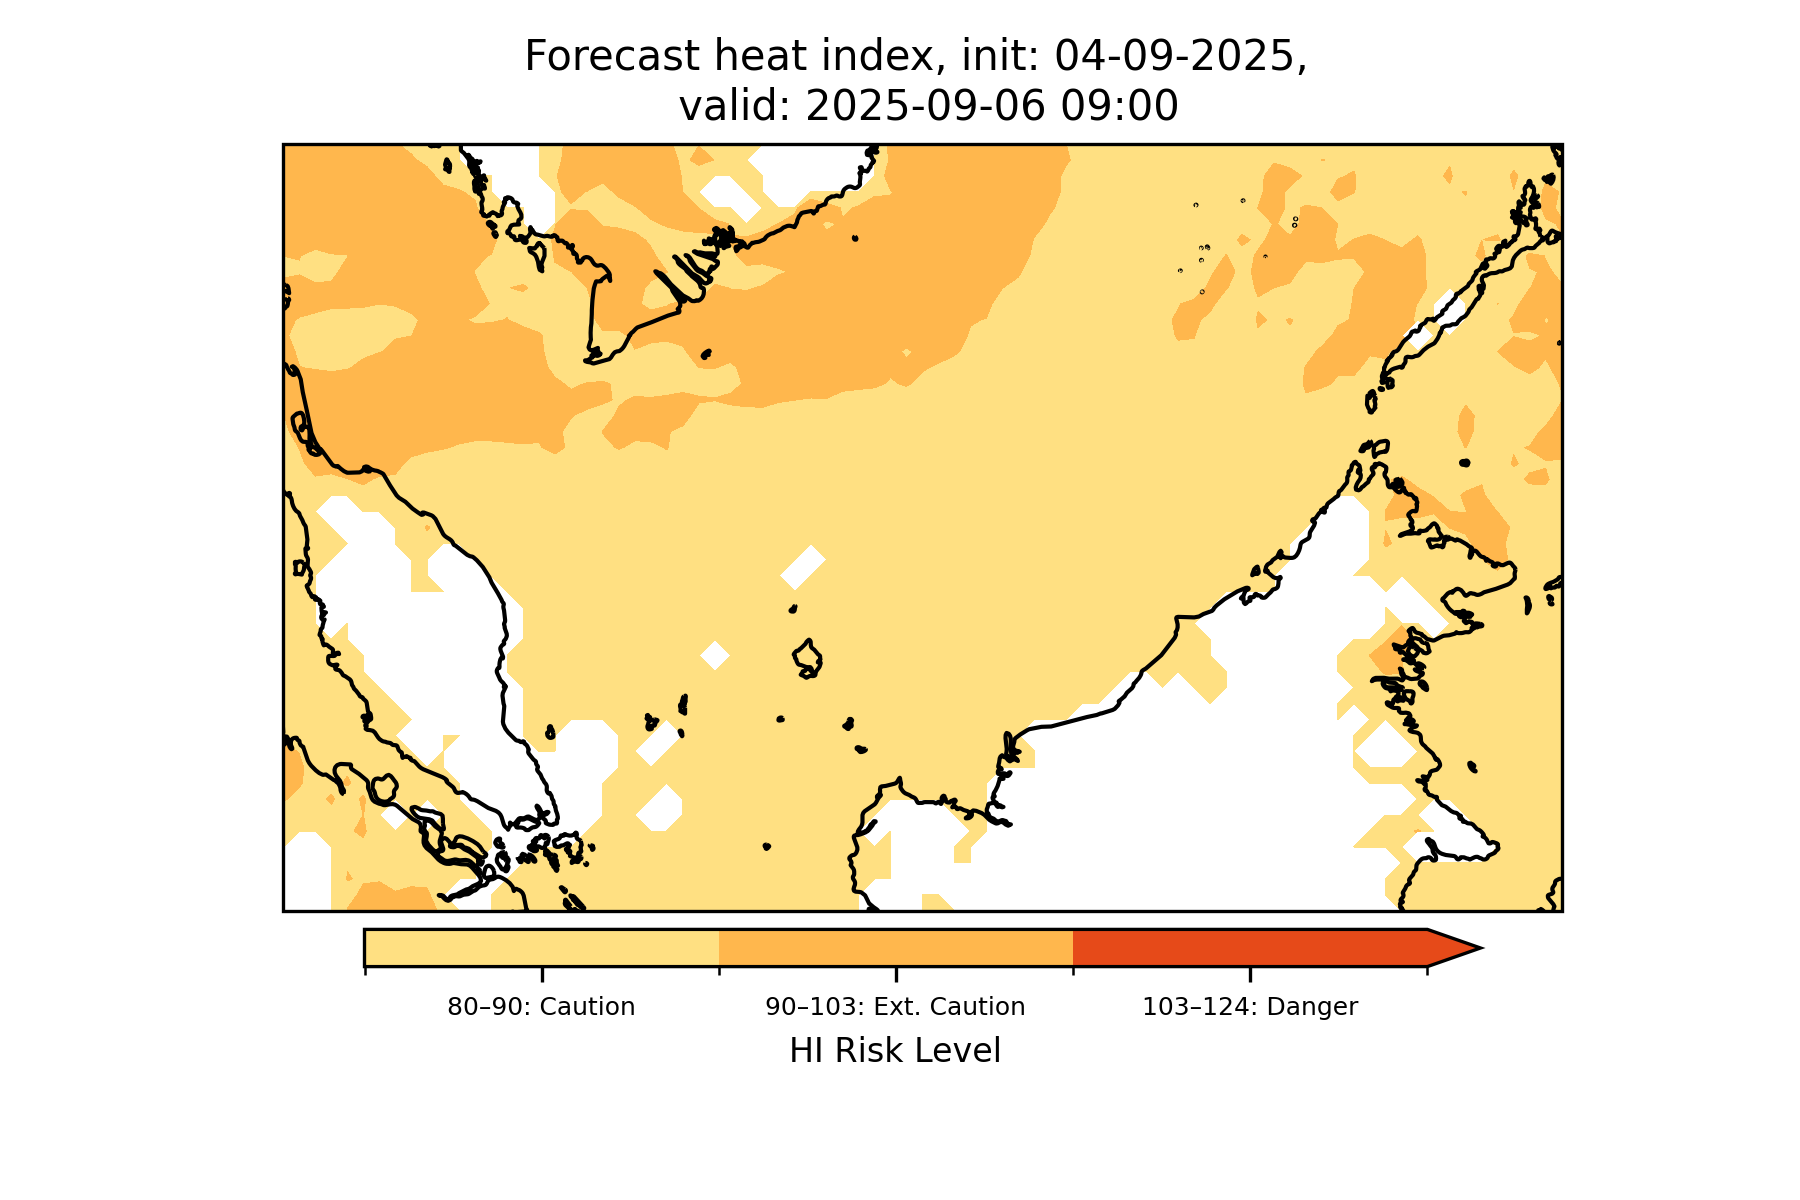 Forecast heat index, init: 04-09-2025,
valid: 2025-09-06 09:00
80–90: Caution
90–103: Ext. Caution
103–124: Danger
HI Risk Level